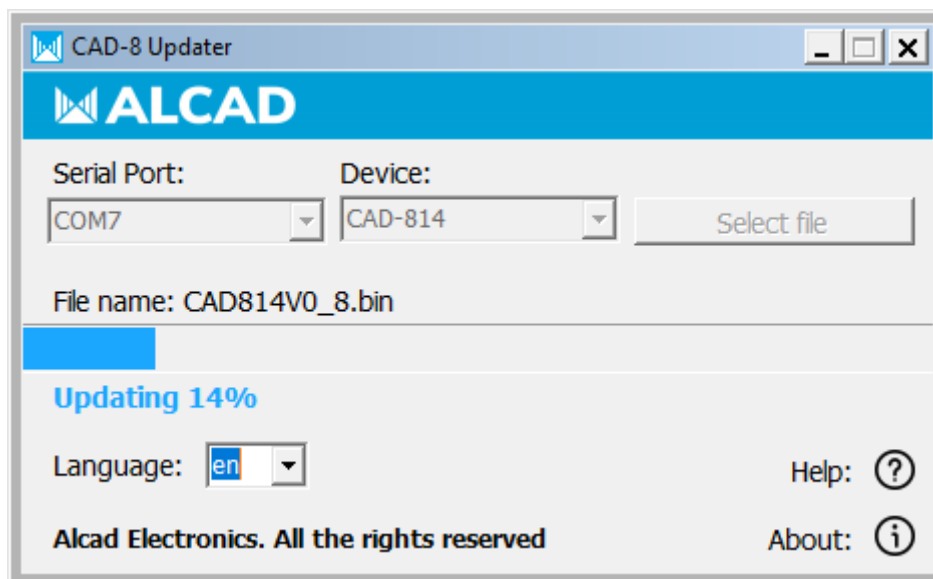 CAD-8 Updater
ALCAD
Serial Port: Device:
COM7 CAD-814 Select file
File name: CAD814V0_8.bin
Updating 14%
Language: en Help: ?
Alcad Electronics. All the rights reserved About: i